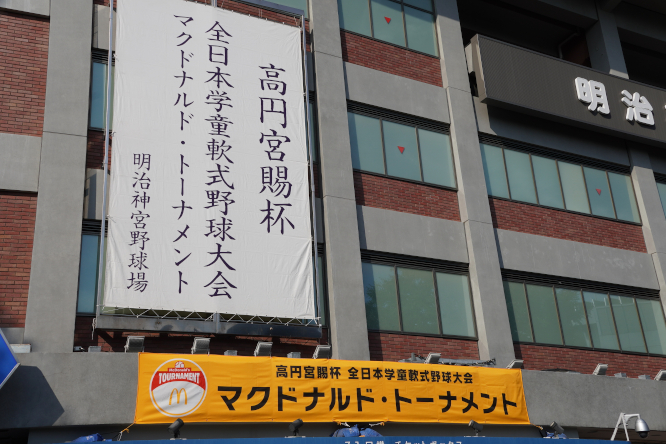 高円宮賜杯
全日本学童軟式野球大会
マクドナルド・トーナメント
明治神宮野球場
明治
McDonald's
TOURNAMENT
高円宮賜杯 全日本学童軟式野球大会
マクドナルド・トーナメント